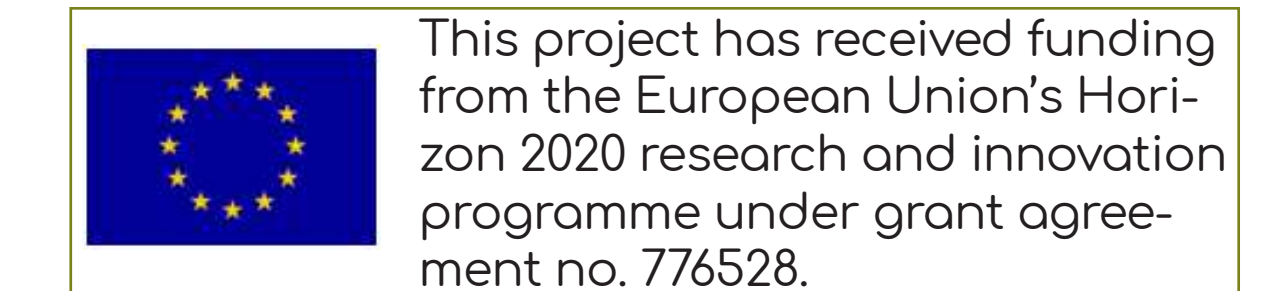 This project has received funding
from the European Union’s Hori-
zon 2020 research and innovation
programme under grant agree-
ment no. 776528.